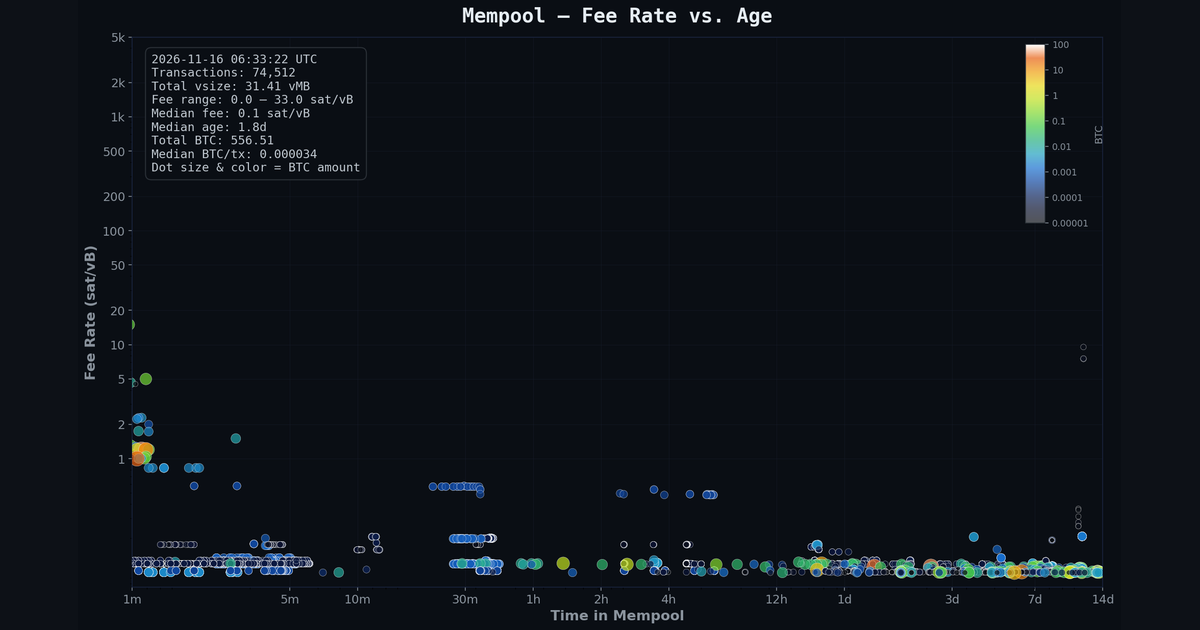 Mempool — Fee Rate vs. Age
2026-11-16 06:33:22 UTC
Transactions: 74,512
Total vsize: 31.41 vMB
Fee range: 0.0 — 33.0 sat/vB
Median fee: 0.1 sat/vB
Median age: 1.8d
Total BTC: 556.51
Median BTC/tx: 0.000034
Dot size & color = BTC amount
100
10
1
0.1
0.01
0.001
0.0001
0.00001
BTC
Fee Rate (sat/vB)
5k
2k
1k
500
200
100
50
20
10
5
2
1
1m 5m 10m 30m 1h 2h 4h 12h 1d 3d 7d 14d
Time in Mempool